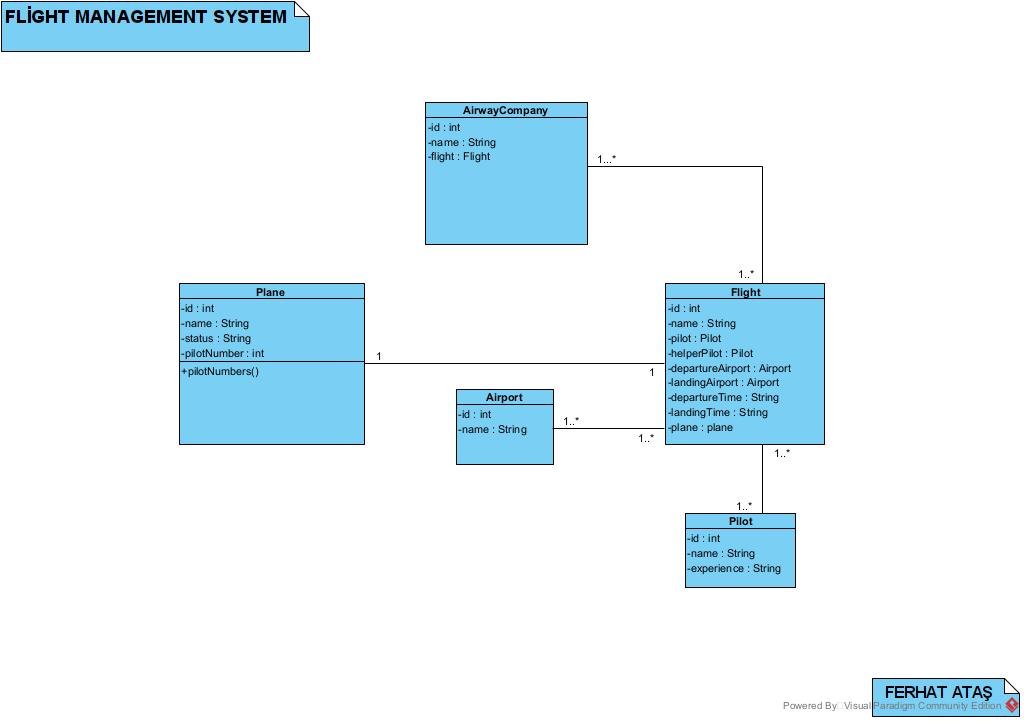 FLİGHT MANAGEMENT SYSTEM
AirwayCompany
-id : int
-name : String
-flight : Flight
1...*
1..*
Plane
-id : int
-name : String
-status : String
-pilotNumber : int
+pilotNumbers()
1
1
Flight
-id : int
-name : String
-pilot : Pilot
-helperPilot : Pilot
-departureAirport : Airport
-landingAirport : Airport
-departureTime : String
-landingTime : String
-plane : plane
Airport
-id : int
-name : String
1..*
1..*
1..*
1..*
Pilot
-id : int
-name : String
-experience : String
FERHAT ATAŞ
Powered By Visual Paradigm Community Edition